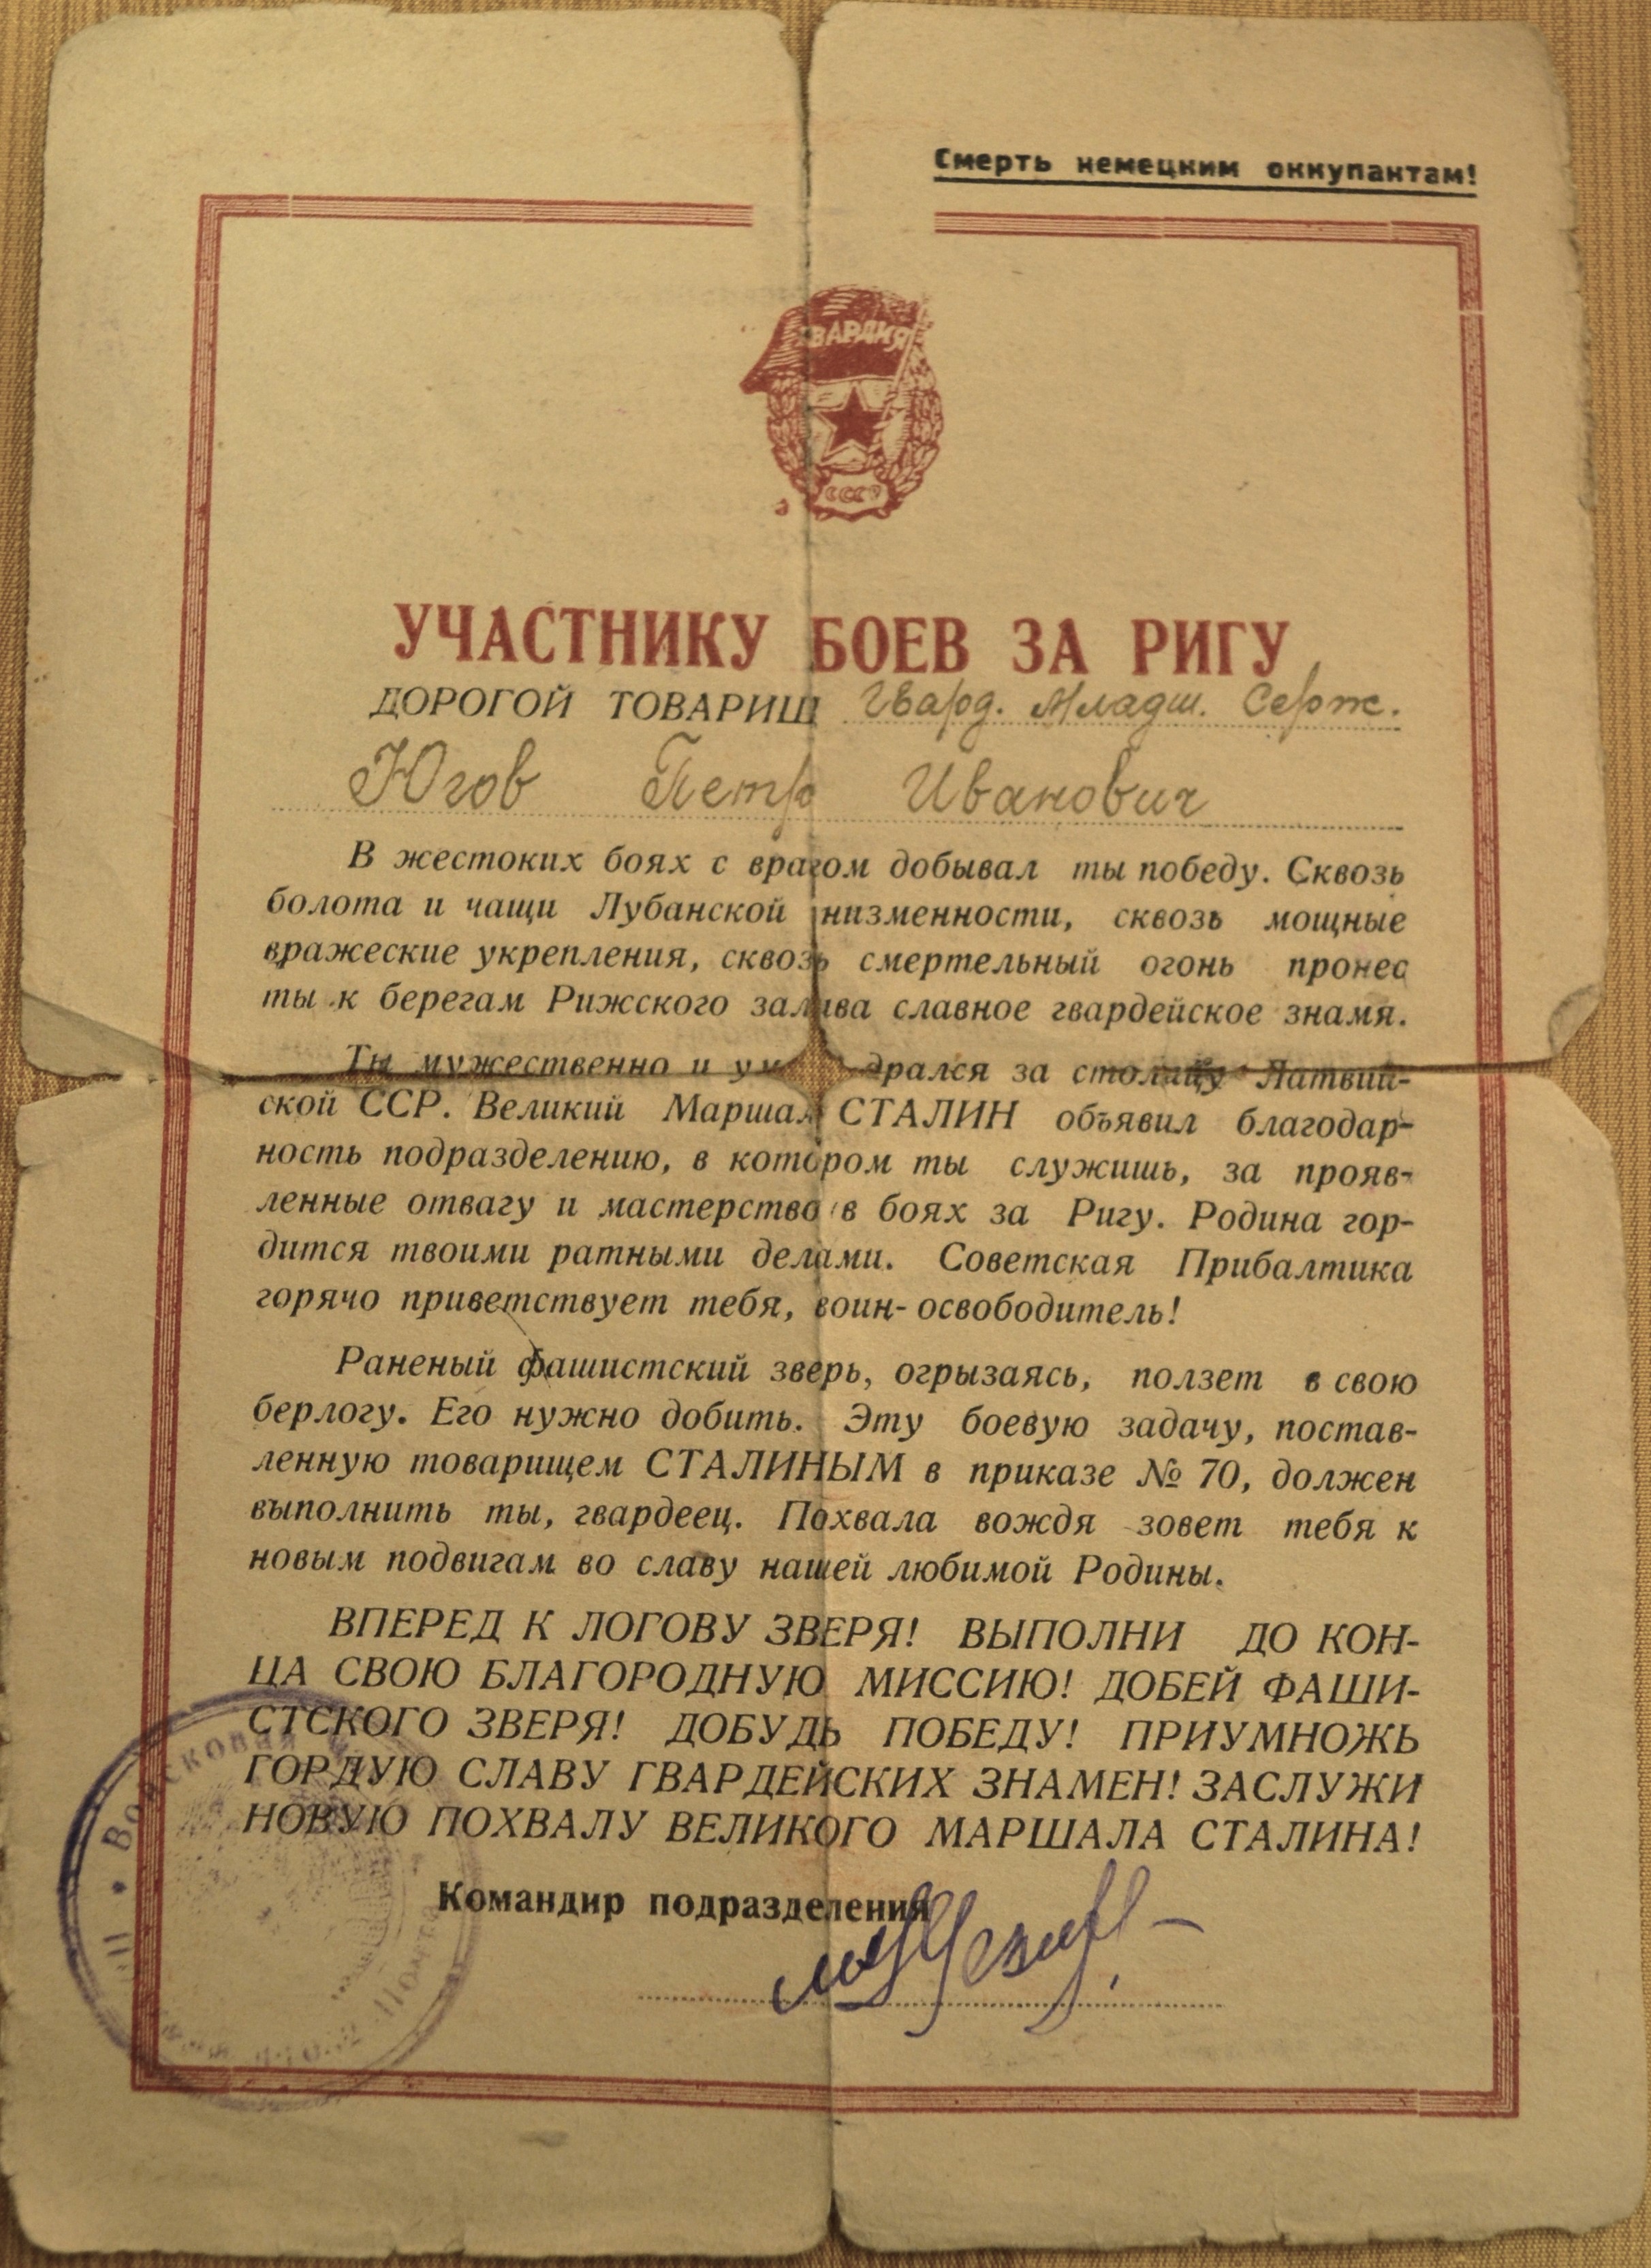 Смерть немецким оккупантам!
ГВАРДИЯ
СССР
УЧАСТНИКУ БОЕВ ЗА РИГУ
ДОРОГОЙ ТОВАРИЩ Гвард. Младш. Серж.
Югов Петр Иванович
В жестоких боях с врагом добывал ты победу. Сквозь
болота и чащи Лубанской низменности, сквозь мощные
вражеские укрепления, сквозь смертельный огонь пронес
ты к берегам Рижского залива славное гвардейское знамя.
Ты мужественно и дрался за столицу Латвий-
ской ССР. Великий Маршал СТАЛИН объявил благодар-
ность подразделению, в котором ты служишь, за прояв-
ленные отвагу и мастерство в боях за Ригу. Родина гор-
дится твоими ратными делами. Советская Прибалтика
горячо приветствует тебя, воин-освободитель!
Раненый фашистский зверь, огрызаясь, ползет в свою
берлогу. Его нужно добить. Эту боевую задачу, постав-
ленную товарищем СТАЛИНЫМ в приказе № 70, должен
выполнить ты, гвардеец. Похвала вождя зовет тебя к
новым подвигам во славу нашей любимой Родины.
ВПЕРЕД К ЛОГОВУ ЗВЕРЯ! ВЫПОЛНИ ДО КОН-
ЦА СВОЮ БЛАГОРОДНУЮ МИССИЮ! ДОБЕЙ ФАШИ-
СТСКОГО ЗВЕРЯ! ДОБУДЬ ПОБЕДУ! ПРИУМНОЖЬ
ГОРДУЮ СЛАВУ ГВАРДЕЙСКИХ ЗНАМЕН! ЗАСЛУЖИ
НОВУЮ ПОХВАЛУ ВЕЛИКОГО МАРШАЛА СТАЛИНА!
Командир подразделения
Войсковая